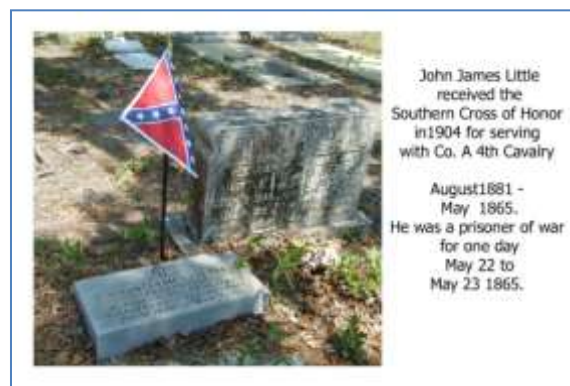 John James Little
received the
Southern Cross of Honor
in1904 for serving
with Co. A 4th Cavalry
August1881 -
May 1865.
He was a prisoner of war
for one day
May 22 to
May 23 1865.